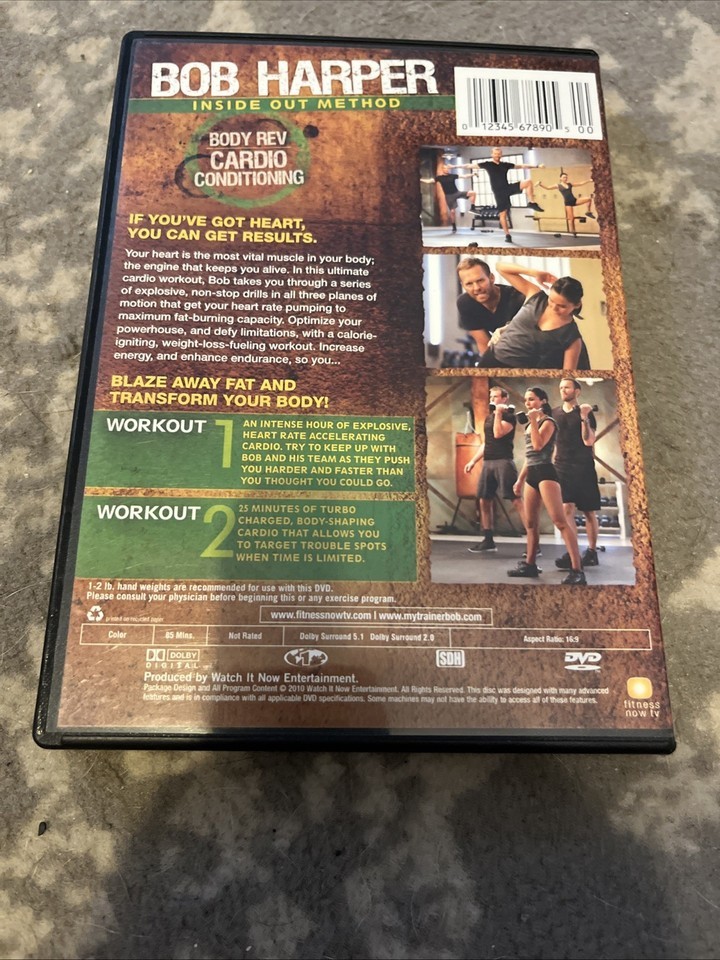 BOB HARPER
INSIDE OUT METHOD
0 12345 67890 5 00
BODY REV
CARDIO
CONDITIONING
IF YOU'VE GOT HEART,
YOU CAN GET RESULTS.
Your heart is the most vital muscle in your body;
the engine that keeps you alive. In this ultimate
cardio workout, Bob takes you through a series
of explosive, non-stop drills in all three planes of
motion that get your heart rate pumping to
maximum fat-burning capacity. Optimize your
powerhouse, and defy limitations, with a calorie-
igniting, weight-loss-fueling workout. Increase
energy, and enhance endurance, so you...
BLAZE AWAY FAT AND
TRANSFORM YOUR BODY!
WORKOUT 1
AN INTENSE HOUR OF EXPLOSIVE,
HEART RATE ACCELERATING
CARDIO. TRY TO KEEP UP WITH
BOB AND HIS TEAM AS THEY PUSH
YOU HARDER AND FASTER THAN
YOU THOUGHT YOU COULD GO.
WORKOUT 2
25 MINUTES OF TURBO
CHARGED, BODY-SHAPING
CARDIO THAT ALLOWS YOU
TO TARGET TROUBLE SPOTS
WHEN TIME IS LIMITED.
1-2 lb. hand weights are recommended for use with this DVD.
Please consult your physician before beginning this or any exercise program.
printed on recycled paper
www.fitnessnowtv.com | www.mytrainerbob.com
Color 85 Mins. Not Rated Dolby Surround 5.1 Dolby Surround 2.0 Aspect Ratio: 16:9
DOLBY
DIGITAL
1
SDH
DVD
Produced by Watch It Now Entertainment.
Package Design and All Program Content © 2010 Watch It Now Entertainment. All Rights Reserved. This disc was designed with many advanced
features and is in compliance with all applicable DVD specifications. Some machines may not have the ability to access all of these features.
fitness
now tv